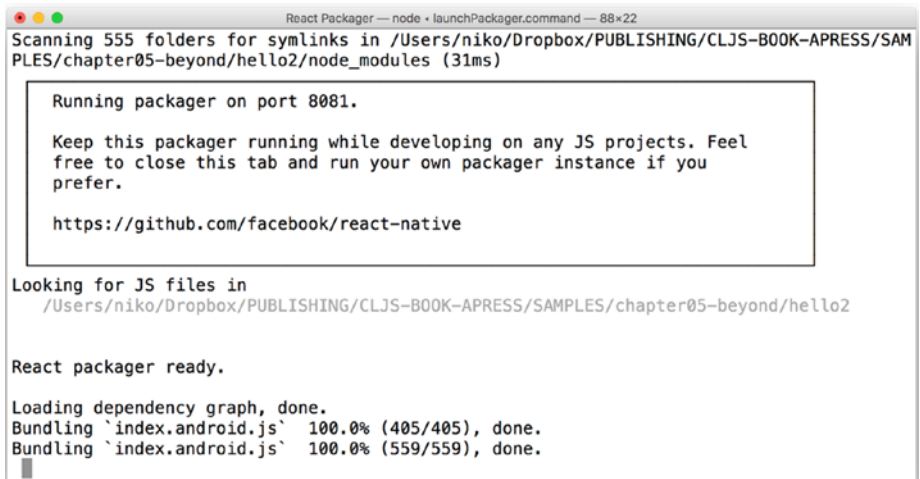 React Packager — node ◂ launchPackager.command — 88×22
Scanning 555 folders for symlinks in /Users/niko/Dropbox/PUBLISHING/CLJS-BOOK-APRESS/SAM
PLES/chapter05-beyond/hello2/node_modules (31ms)
Running packager on port 8081.
Keep this packager running while developing on any JS projects. Feel
free to close this tab and run your own packager instance if you
prefer.
https://github.com/facebook/react-native
Looking for JS files in
/Users/niko/Dropbox/PUBLISHING/CLJS-BOOK-APRESS/SAMPLES/chapter05-beyond/hello2
React packager ready.
Loading dependency graph, done.
Bundling `index.android.js`  100.0% (405/405), done.
Bundling `index.android.js`  100.0% (559/559), done.